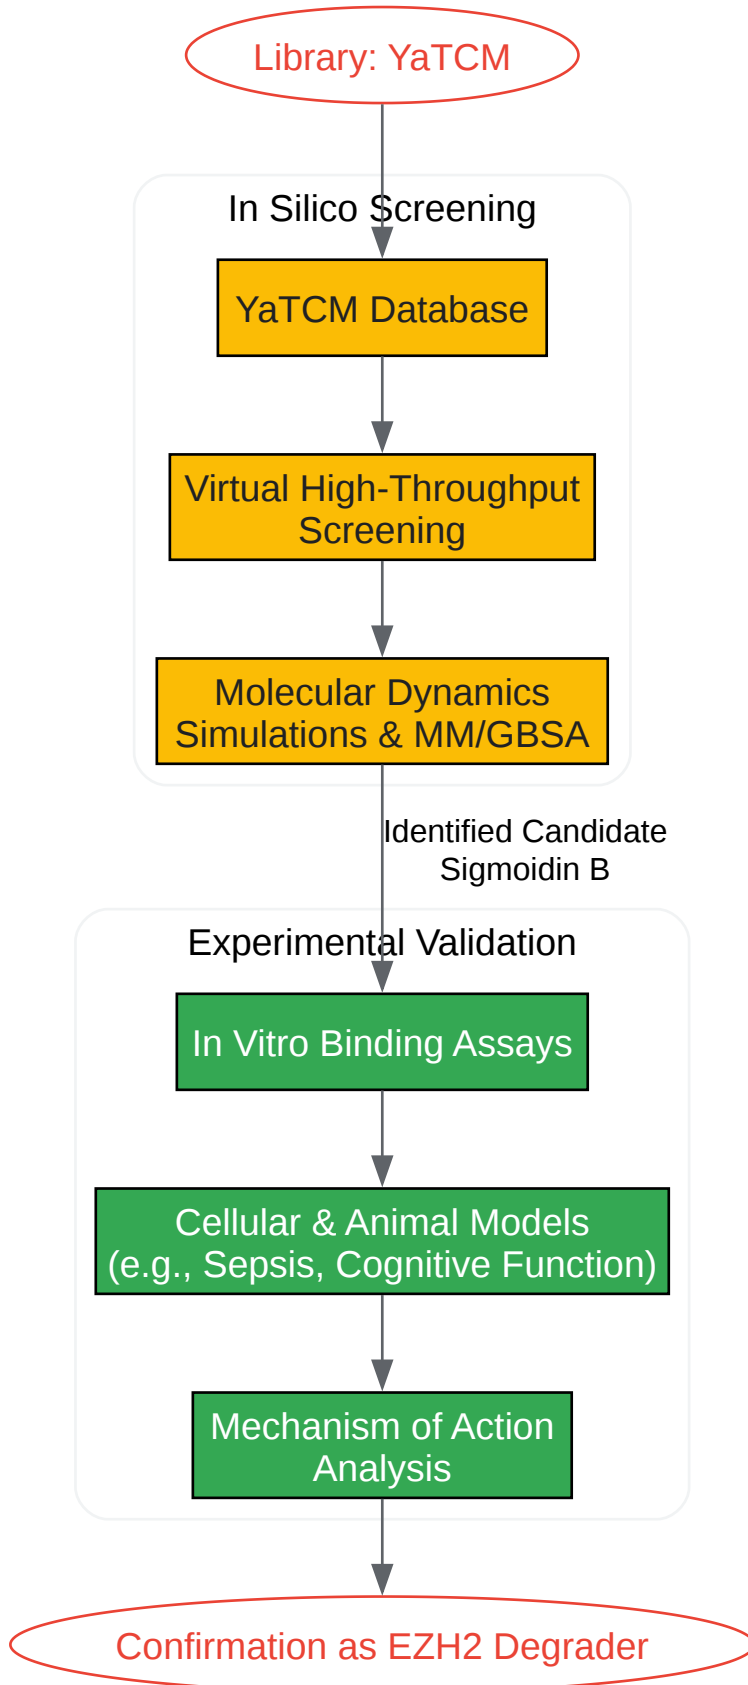 Library: YaTCM
In Silico Screening
YaTCM Database
Virtual High-Throughput
Screening
Molecular Dynamics
Simulations & MM/GBSA
Identified Candidate
Sigmoidin B
Experimental Validation
In Vitro Binding Assays
Cellular & Animal Models
(e.g., Sepsis, Cognitive Function)
Mechanism of Action
Analysis
Confirmation as EZH2 Degrader